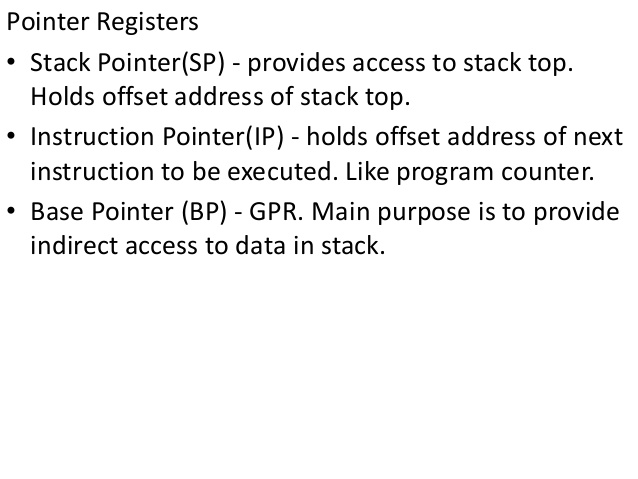 Pointer Registers
• Stack Pointer(SP) - provides access to stack top.
Holds offset address of stack top.
• Instruction Pointer(IP) - holds offset address of next
instruction to be executed. Like program counter.
• Base Pointer (BP) - GPR. Main purpose is to provide
indirect access to data in stack.